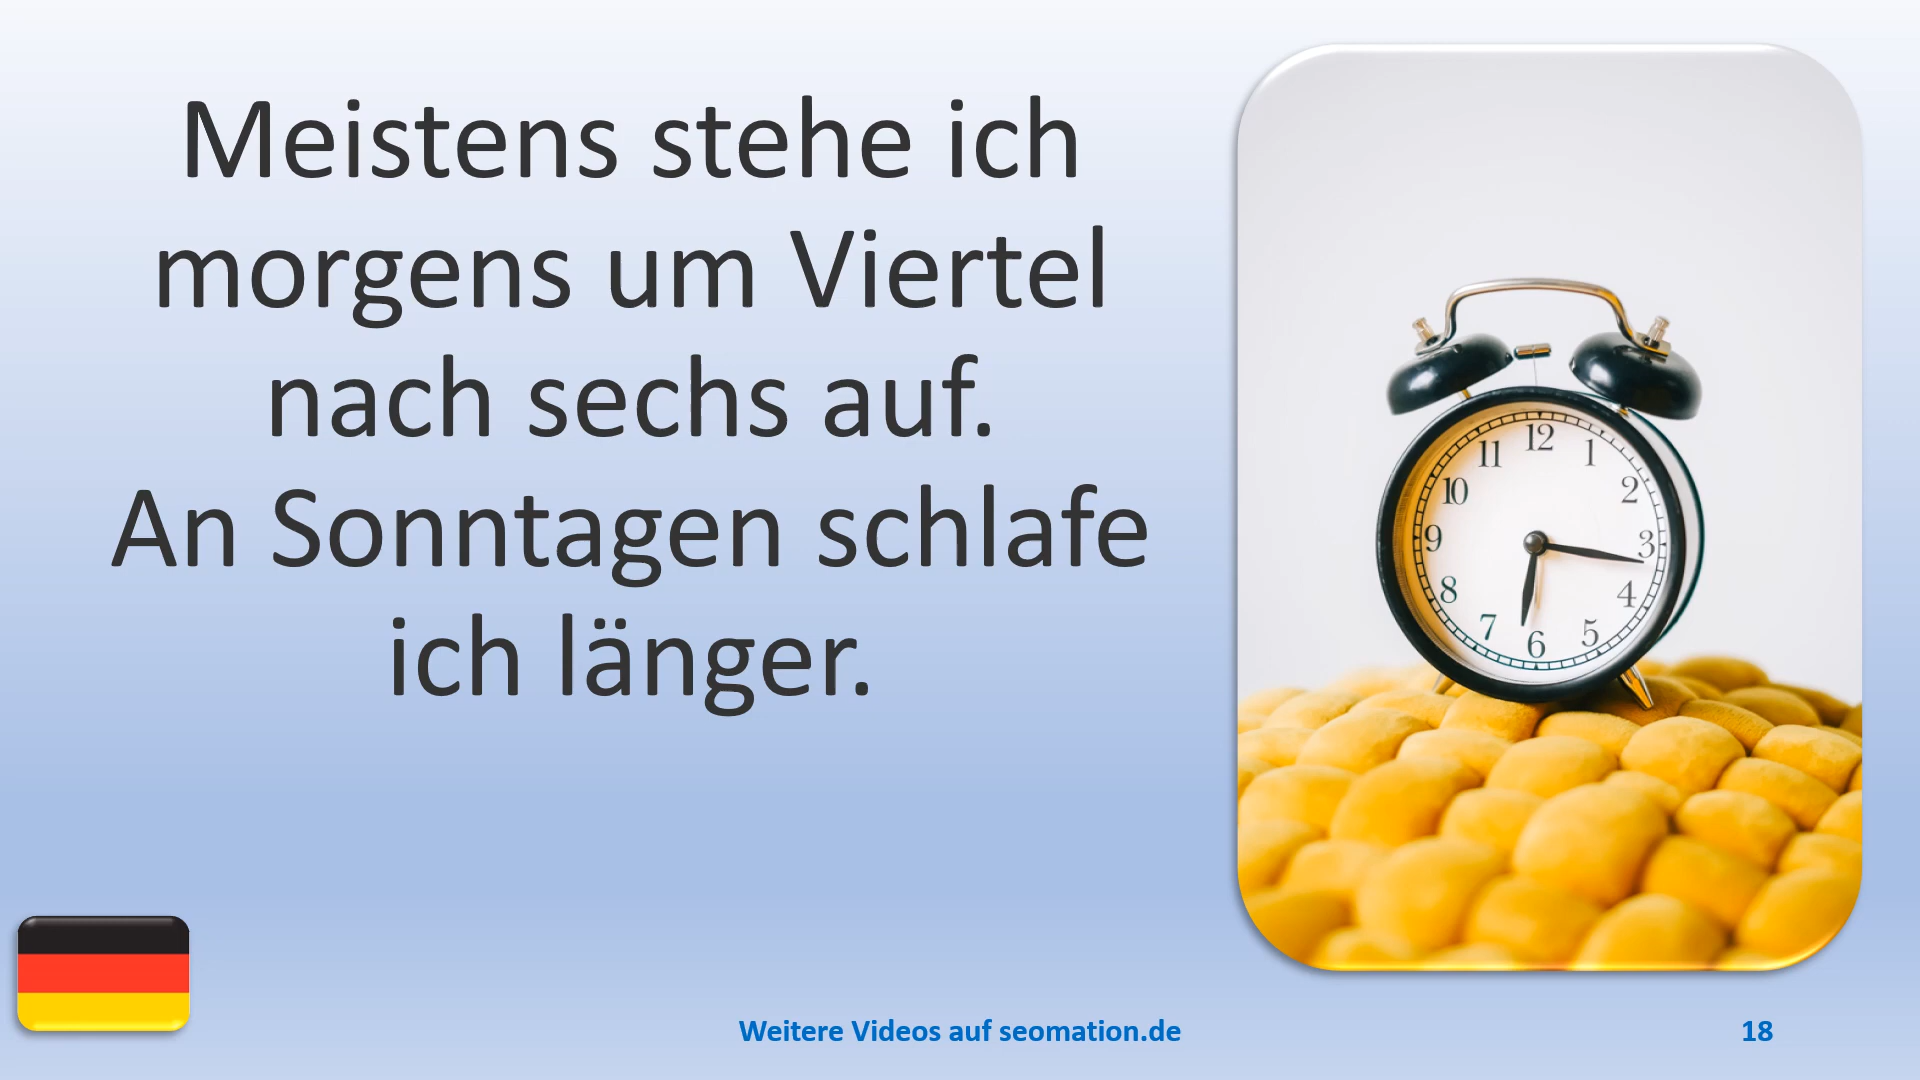 Meistens stehe ich
morgens um Viertel
nach sechs auf.
An Sonntagen schlafe
ich länger.
12
11
1
10
2
9
3
8
4
7
5
6
Weitere Videos auf seomation.de
18